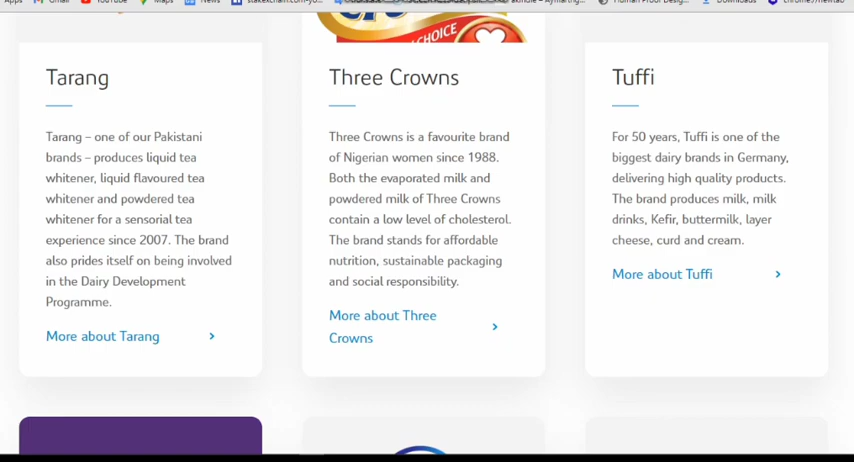 Apps Gmail YouTube Maps News Downloads
CHOICE
Tarang
Tarang – one of our Pakistani
brands – produces liquid tea
whitener, liquid flavoured tea
whitener and powdered tea
whitener for a sensorial tea
experience since 2007. The brand
also prides itself on being involved
in the Dairy Development
Programme.
More about Tarang
Three Crowns
Three Crowns is a favourite brand
of Nigerian women since 1988.
Both the evaporated milk and
powdered milk of Three Crowns
contain a low level of cholesterol.
The brand stands for affordable
nutrition, sustainable packaging
and social responsibility.
More about Three
Crowns
Tuffi
For 50 years, Tuffi is one of the
biggest dairy brands in Germany,
delivering high quality products.
The brand produces milk, milk
drinks, Kefir, buttermilk, layer
cheese, curd and cream.
More about Tuffi